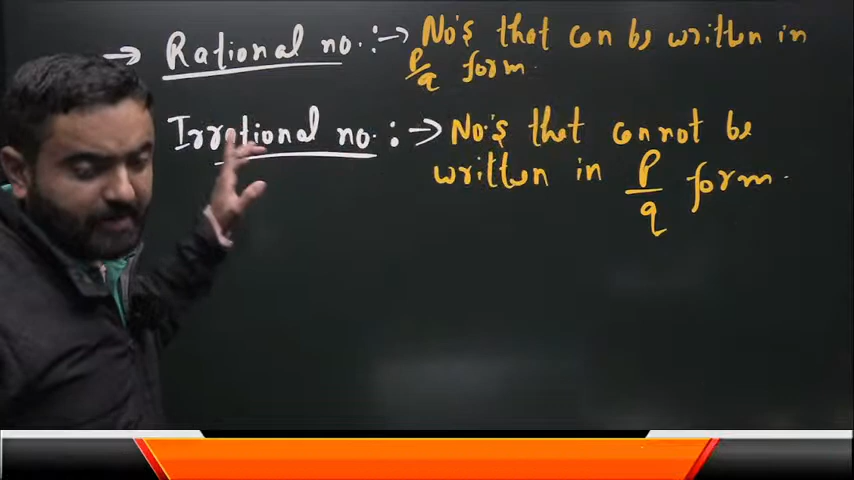 → Rational no. :→ No's that can be written in
p/q form.
Irrational no. :→ No.'s that cannot be
written in P/q form.